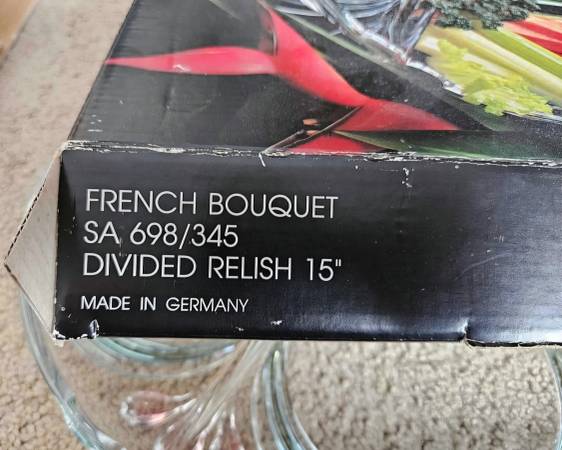 FRENCH BOUQUET
SA 698/345
DIVIDED RELISH 15"
MADE IN GERMANY